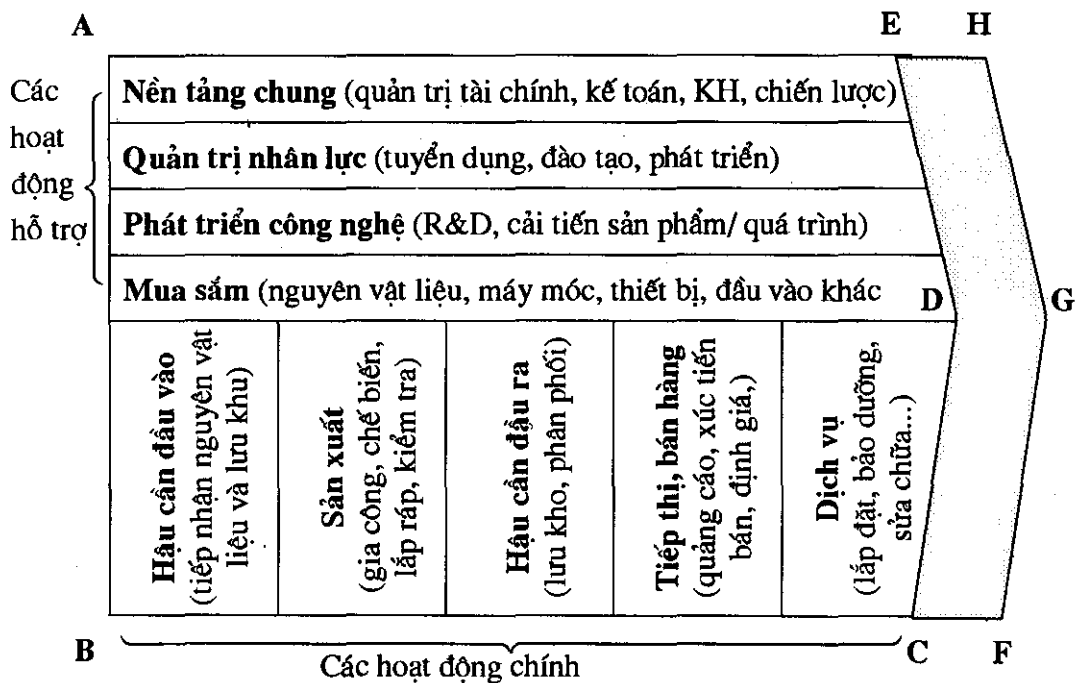 A
E
H
Các
hoạt
động
hỗ trợ
Nền tảng chung (quản trị tài chính, kế toán, KH, chiến lược)
Quản trị nhân lực (tuyển dụng, đào tạo, phát triển)
Phát triển công nghệ (R&D, cải tiến sản phẩm/ quá trình)
Mua sắm (nguyên vật liệu, máy móc, thiết bị, đầu vào khác
D
G
Hậu cần đầu vào
(tiếp nhận nguyên vật
liệu và lưu khu)
Sản xuất
(gia công, chế biến,
lắp ráp, kiểm tra)
Hậu cần đầu ra
(lưu kho, phân phối)
Tiếp thị, bán hàng
(quảng cáo, xúc tiến
bán, định giá,)
Dịch vụ
(lắp đặt, bảo dưỡng,
sửa chữa...)
B
C
F
Các hoạt động chính